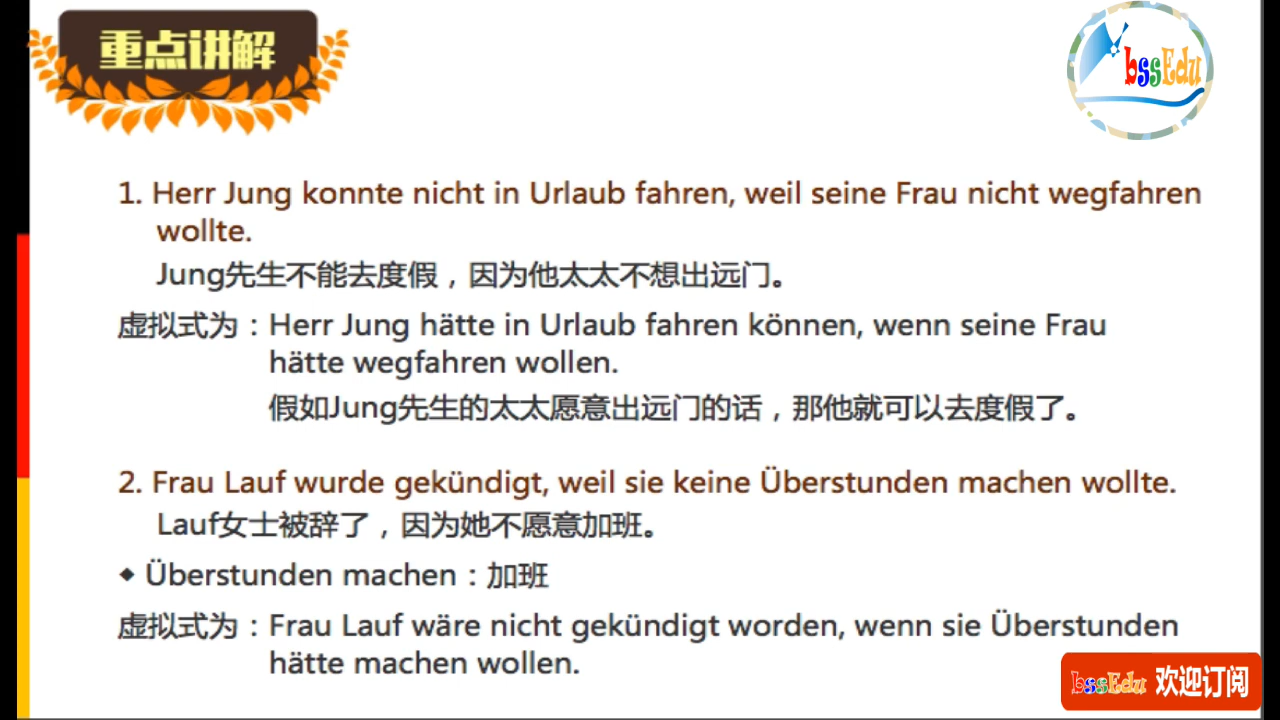 重点讲解
bssEdu
1. Herr Jung konnte nicht in Urlaub fahren, weil seine Frau nicht wegfahren
wollte.
Jung先生不能去度假，因为他太太不想出远门。
虚拟式为：Herr Jung hätte in Urlaub fahren können, wenn seine Frau
hätte wegfahren wollen.
假如Jung先生的太太愿意出远门的话，那他就可以去度假了。
2. Frau Lauf wurde gekündigt, weil sie keine Überstunden machen wollte.
Lauf女士被辞了，因为她不愿意加班。
◆ Überstunden machen：加班
虚拟式为：Frau Lauf wäre nicht gekündigt worden, wenn sie Überstunden
hätte machen wollen.
bssEdu 欢迎订阅